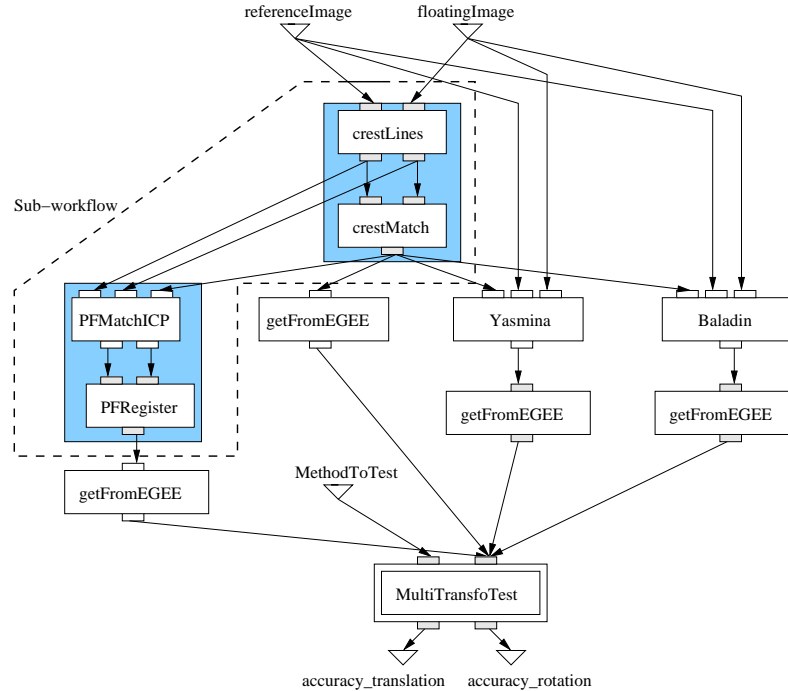 referenceImage
floatingImage
crestLines
Sub−workflow
crestMatch
PFMatchICP
getFromEGEE
Yasmina
Baladin
PFRegister
getFromEGEE
getFromEGEE
getFromEGEE
MethodToTest
MultiTransfoTest
accuracy_translation
accuracy_rotation